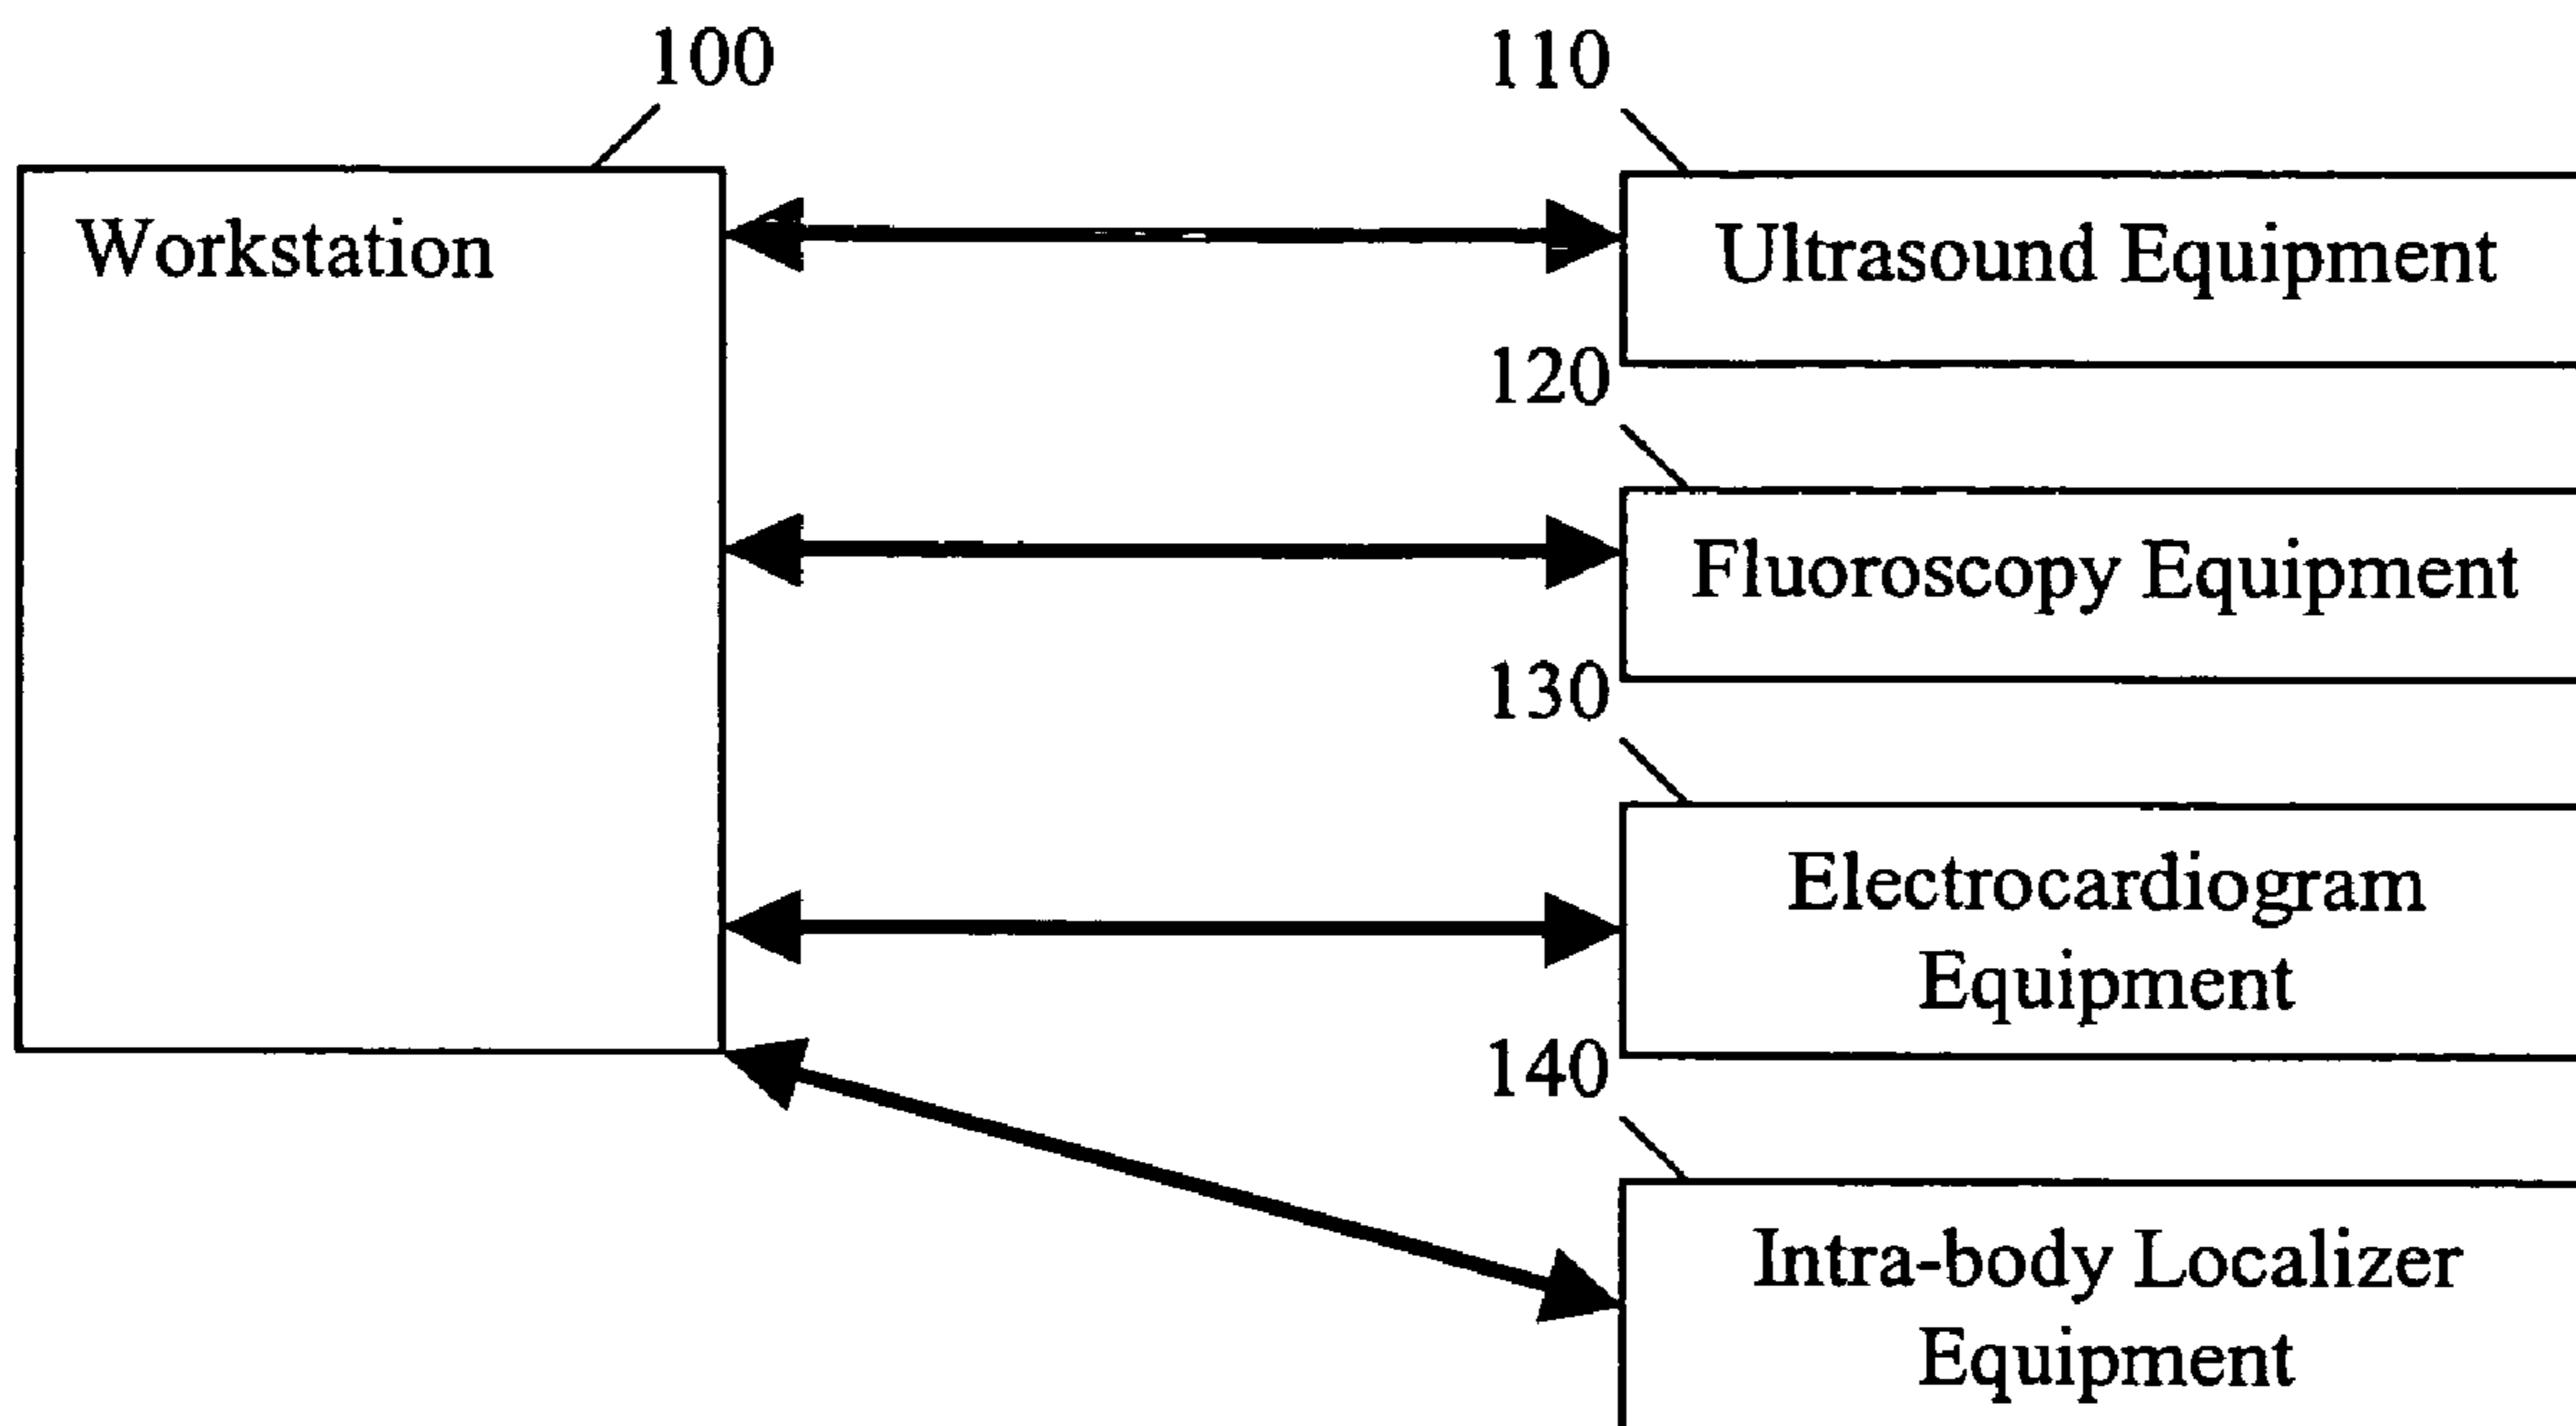 100
110
Workstation
Ultrasound Equipment
120
Fluoroscopy Equipment
130
Electrocardiogram
Equipment
140
Intra-body Localizer
Equipment